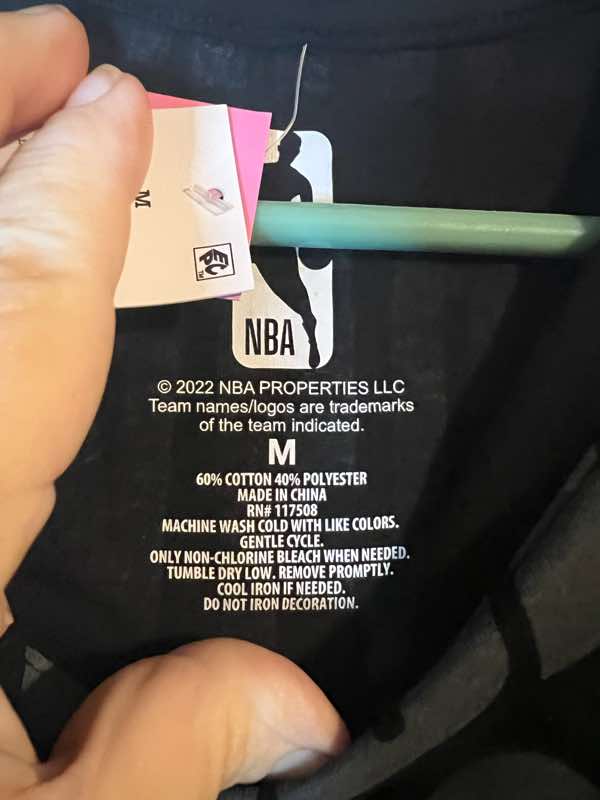 M
ECP™
NBA
© 2022 NBA PROPERTIES LLC
Team names/logos are trademarks
of the team indicated.
M
60% COTTON 40% POLYESTER
MADE IN CHINA
RN# 117508
MACHINE WASH COLD WITH LIKE COLORS.
GENTLE CYCLE.
ONLY NON-CHLORINE BLEACH WHEN NEEDED.
TUMBLE DRY LOW. REMOVE PROMPTLY.
COOL IRON IF NEEDED.
DO NOT IRON DECORATION.